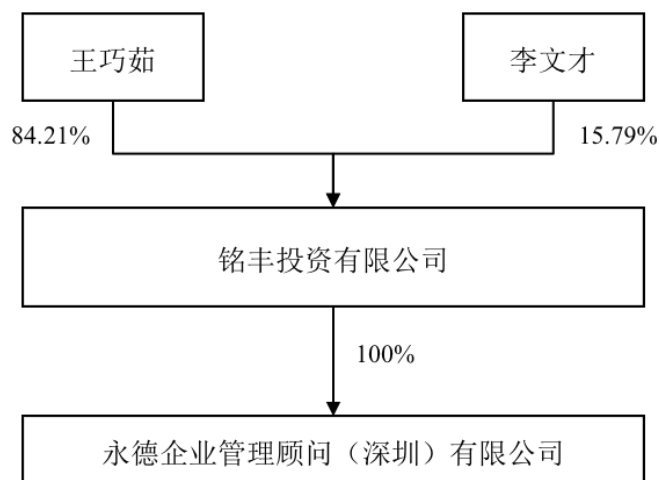 王巧茹
李文才
84.21%
15.79%
铭丰投资有限公司
100%
永德企业管理顾问（深圳）有限公司